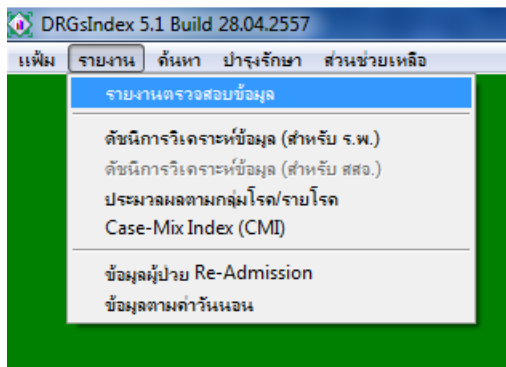 DRGsIndex 5.1 Build 28.04.2557
แฟ้ม รายงาน ค้นหา บำรุงรักษา ส่วนช่วยเหลือ
รายงานตรวจสอบข้อมูล
ดัชนีการวิเคราะห์ข้อมูล (สำหรับ ร.พ.)
ดัชนีการวิเคราะห์ข้อมูล (สำหรับ สสจ.)
ประมวลผลตามกลุ่มโรค/รายโรค
Case-Mix Index (CMI)
ข้อมูลผู้ป่วย Re-Admission
ข้อมูลตามค่าวันนอน